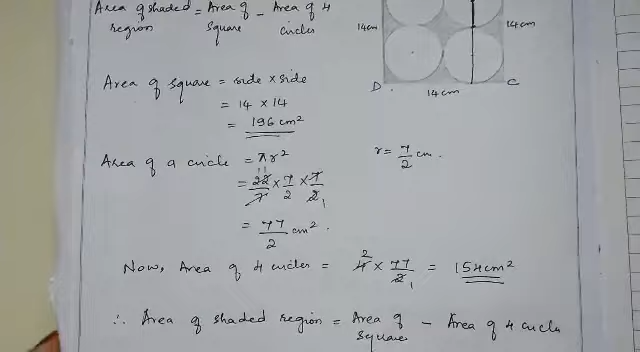 Area of shaded = Area of - Area of 4
region square circles
14cm 14cm
D C
14cm
Area of square = side × side
= 14 × 14
= 196 cm²
Area of a circle = πr² r = 7/2 cm.
= 22/7 × 7/2 × 7/2
= 77/2 cm².
Now, Area of 4 circles = 4 × 77/2 = 154cm²
∴ Area of shaded region = Area of - Area of 4 circles
square